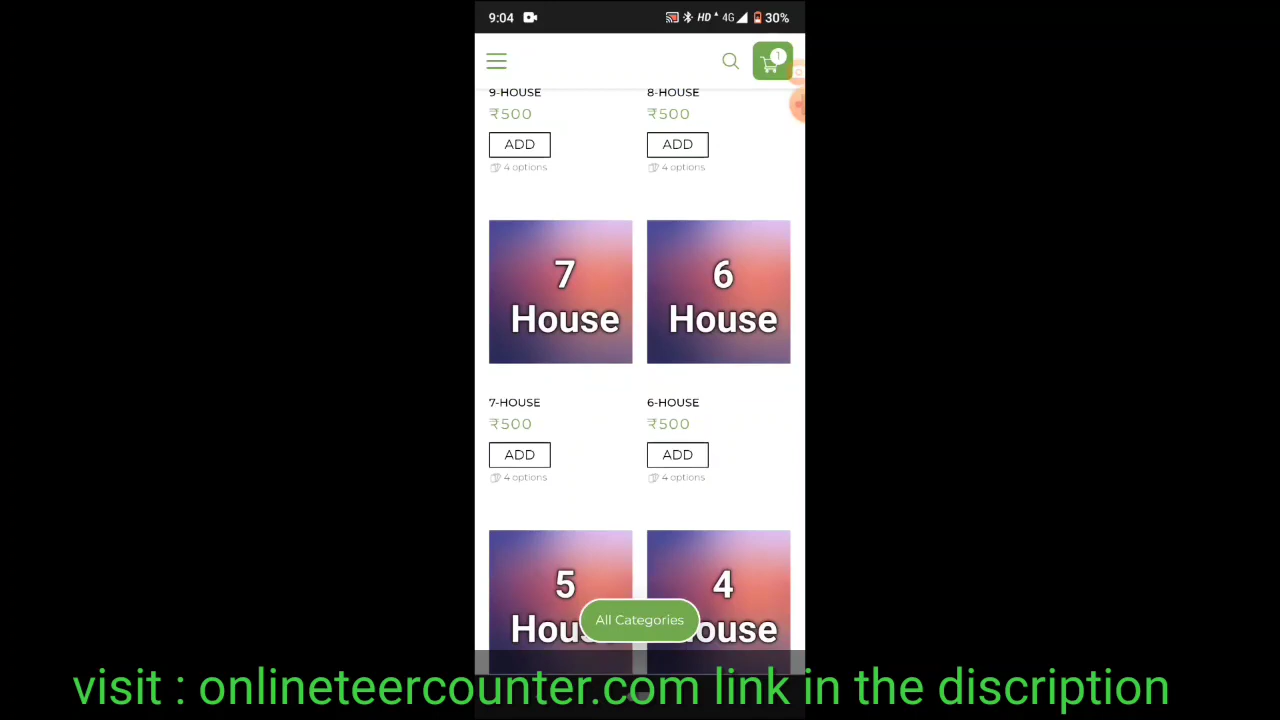 9:04 HD 4G 30%
1
9-HOUSE 8-HOUSE
₹500 ₹500
ADD ADD
4 options 4 options
7 House
6 House
7-HOUSE 6-HOUSE
₹500 ₹500
ADD ADD
4 options 4 options
5
4
All Categories
visit : onlineteercounter.com link in the discription